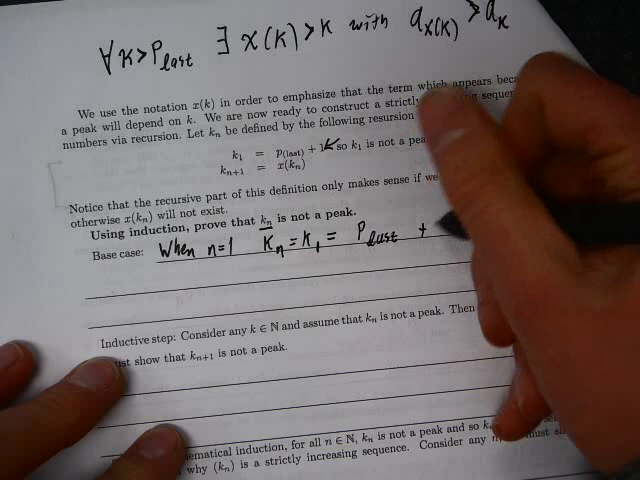 ∀ K > P_last ∃ x(K) > K with a_x(K) > a_K
We use the notation x(k) in order to emphasize that the term which appears
a peak will depend on k. We are now ready to construct a strictly
numbers via recursion. Let k_n be defined by the following resursion
k_1 = p_(last) + 1 so k_1 is not a
k_{n+1} = x(k_n)
Notice that the recursive part of this definition only makes sense if
otherwise x(k_n) will not exist.
Using induction, prove that k_n is not a peak.
Base case: When n=1 K_n = K_1 = P_last +
Inductive step: Consider any k ∈ ℕ and assume that k_n is not a peak. Then
show that k_{n+1} is not a peak.
induction, for all n ∈ ℕ, k_n is not a peak and so
why (k_n) is a strictly increasing sequence. Consider any